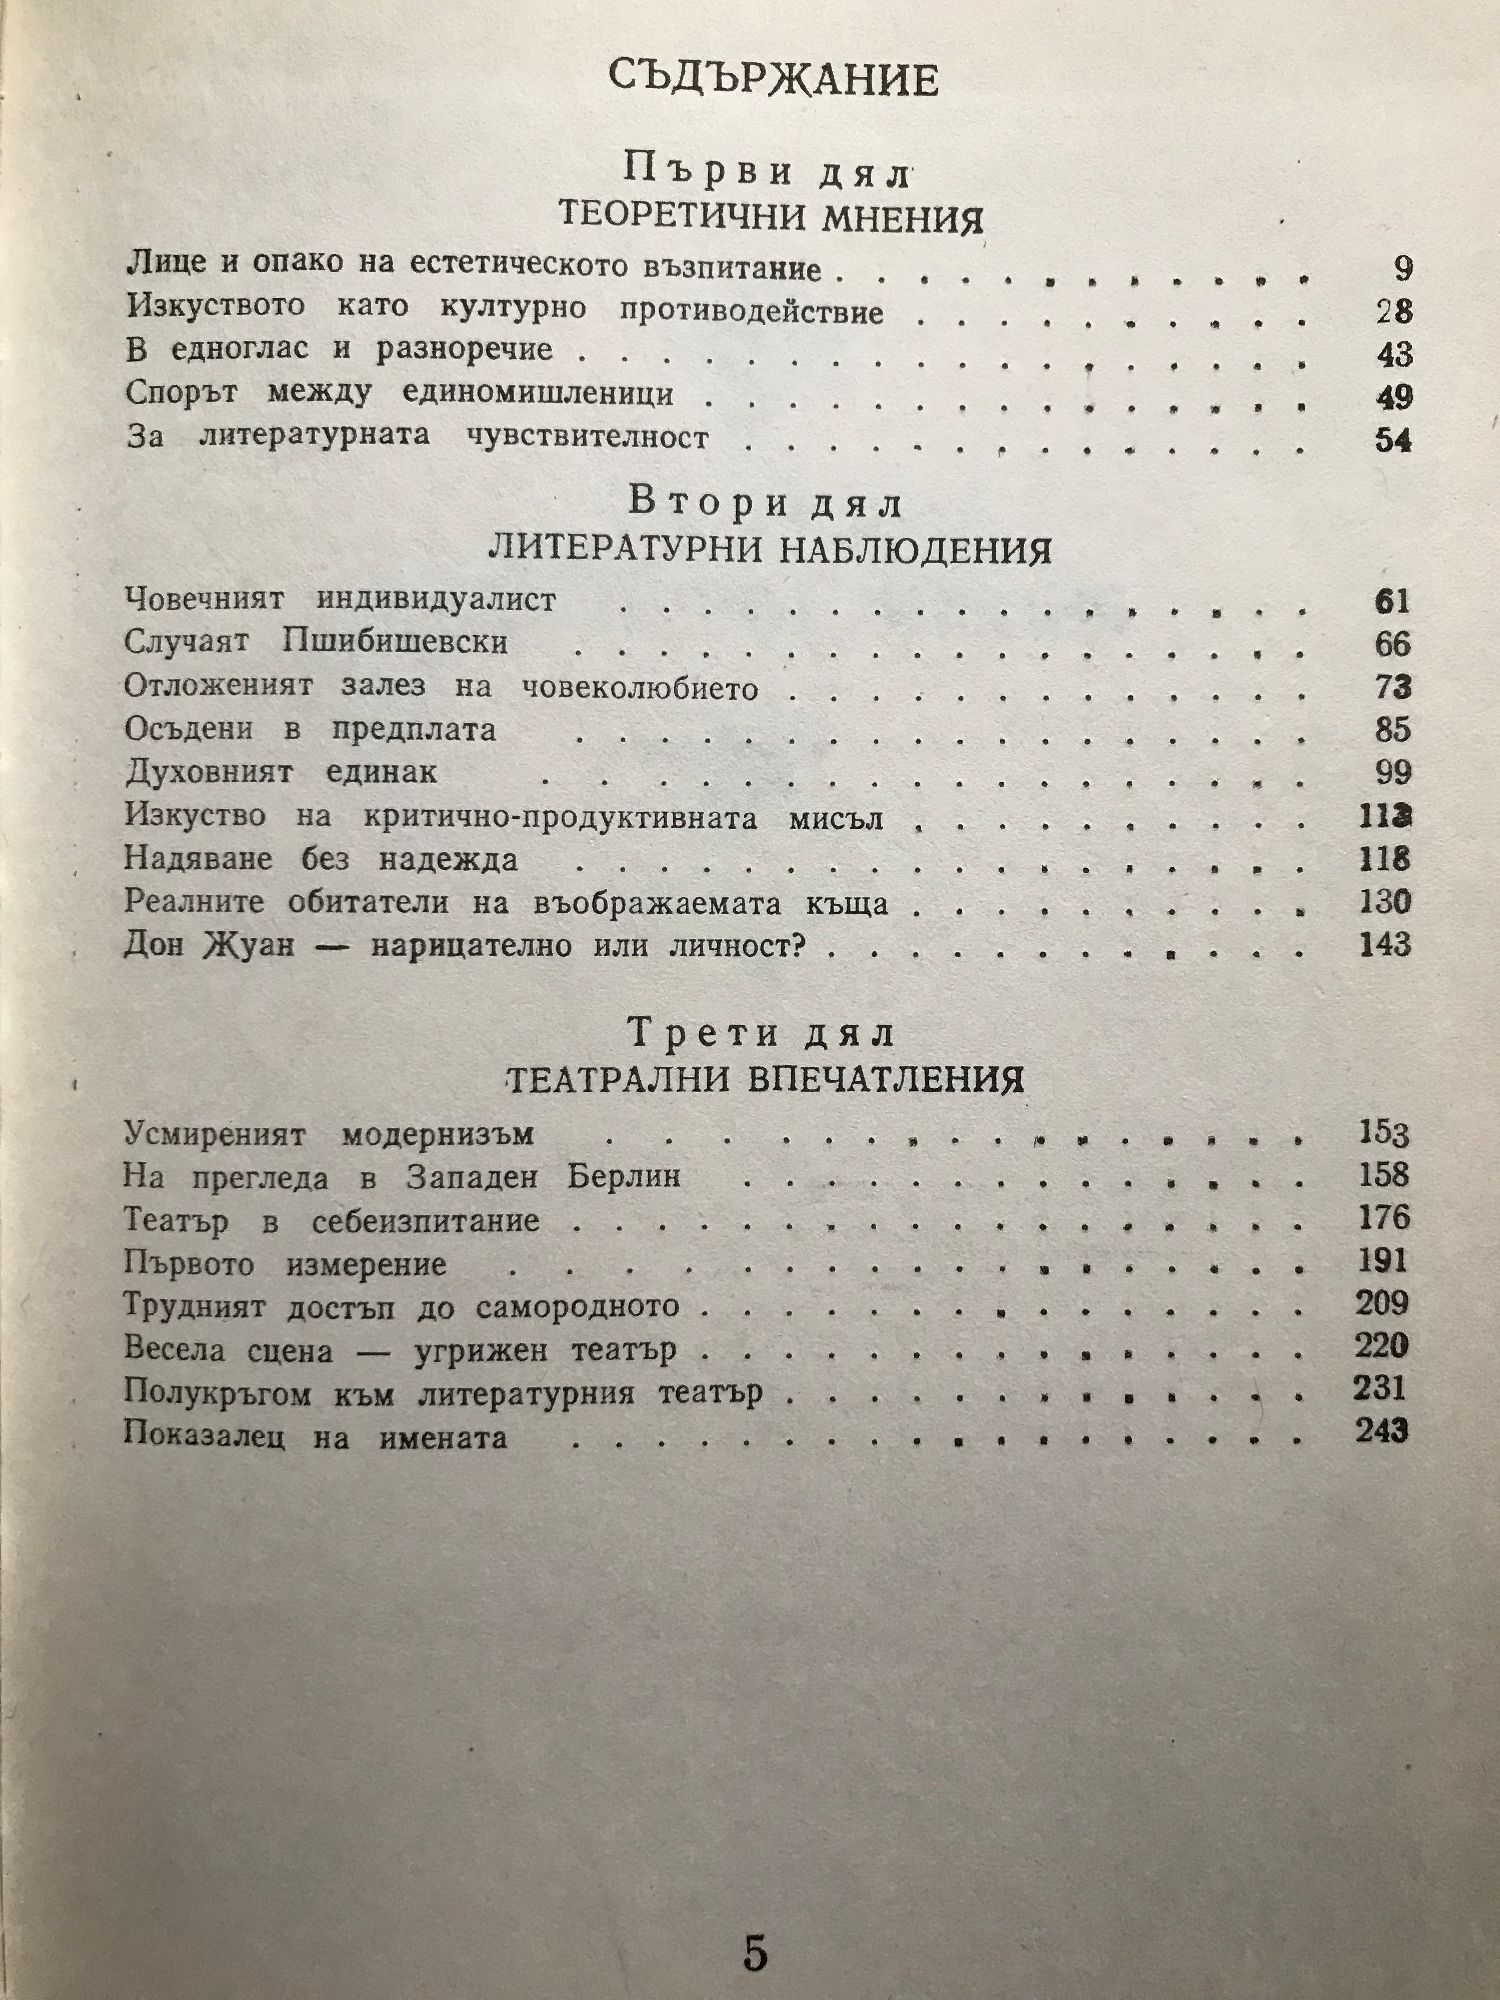 СЪДЪРЖАНИЕ
Първи дял
ТЕОРЕТИЧНИ МНЕНИЯ
Лице и опако на естетическото възпитание . . . . . . . . . . . . 9
Изкуството като културно противодействие . . . . . . . . . . 28
В едноглас и разноречие . . . . . . . . . . . . . . . . . . 43
Спорът между единомишленици . . . . . . . . . . . . . . . 49
За литературната чувствителност . . . . . . . . . . . . . . 54
Втори дял
ЛИТЕРАТУРНИ НАБЛЮДЕНИЯ
Човечният индивидуалист . . . . . . . . . . . . . . . . . 61
Случаят Пшибишевски . . . . . . . . . . . . . . . . . . 66
Отложеният залез на човеколюбието . . . . . . . . . . . . . 73
Осъдени в предплата . . . . . . . . . . . . . . . . . . 85
Духовният единак . . . . . . . . . . . . . . . . . . 99
Изкуство на критично-продуктивната мисъл . . . . . . . . . .
Надяване без надежда . . . . . . . . . . . . . . . . . . 118
Реалните обитатели на въображаемата къща . . . . . . . . . . 130
Дон Жуан — нарицателно или личност? . . . . . . . . . . . . 143
Трети дял
ТЕАТРАЛНИ ВПЕЧАТЛЕНИЯ
Усмиреният модернизъм . . . . . . . . . . . . . . . . 153
На прегледа в Западен Берлин . . . . . . . . . . . . . . 158
Театър в себеизпитание . . . . . . . . . . . . . . . . . . 176
Първото измерение . . . . . . . . . . . . . . . . . . 191
Трудният достъп до самородното . . . . . . . . . . . . . . . 209
Весела сцена — угрижен театър . . . . . . . . . . . . . . . 220
Полукръгом към литературния театър . . . . . . . . . . . . . 231
Показалец на имената . . . . . . . . . . . . . . . . . . 243
5